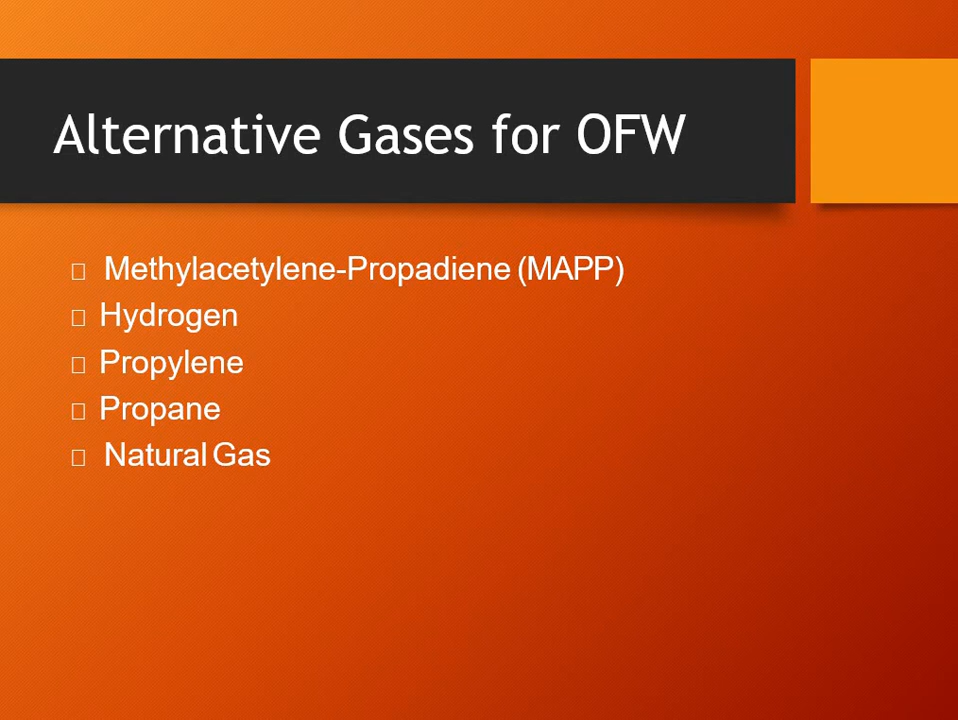 Alternative Gases for OFW
Methylacetylene-Propadiene (MAPP)
Hydrogen
Propylene
Propane
Natural Gas